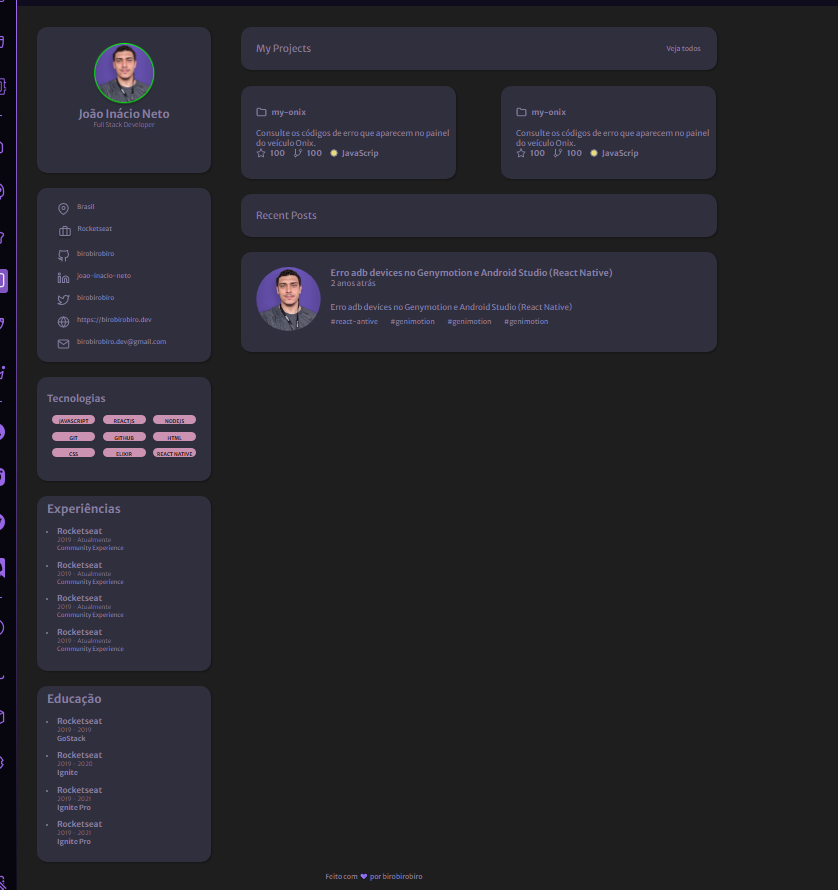 João Inácio Neto
Full Stack Developer
Brasil
Rocketseat
birobirobiro
joao-inacio-neto
birobirobiro
https://birobirobiro.dev
birobirobiro.dev@gmail.com
Tecnologias
JAVASCRIPT REACTJS NODEJS
GIT GITHUB HTML
CSS ELIXIR REACT NATIVE
Experiências
Rocketseat
2019 - Atualmente
Community Experience
Rocketseat
2019 - Atualmente
Community Experience
Rocketseat
2019 - Atualmente
Community Experience
Rocketseat
2019 - Atualmente
Community Experience
Educação
Rocketseat
2019 - 2019
GoStack
Rocketseat
2019 - 2020
Ignite
Rocketseat
2019 - 2021
Ignite Pro
Rocketseat
2019 - 2021
Ignite Pro
My Projects Veja todos
my-onix
Consulte os códigos de erro que aparecem no painel
do veículo Onix.
100 100 JavaScrip
my-onix
Consulte os códigos de erro que aparecem no painel
do veículo Onix.
100 100 JavaScrip
Recent Posts
Erro adb devices no Genymotion e Android Studio (React Native)
2 anos atrás
Erro adb devices no Genymotion e Android Studio (React Native)
#react-antive #genimotion #genimotion #genimotion
Feito com 💜 por birobirobiro